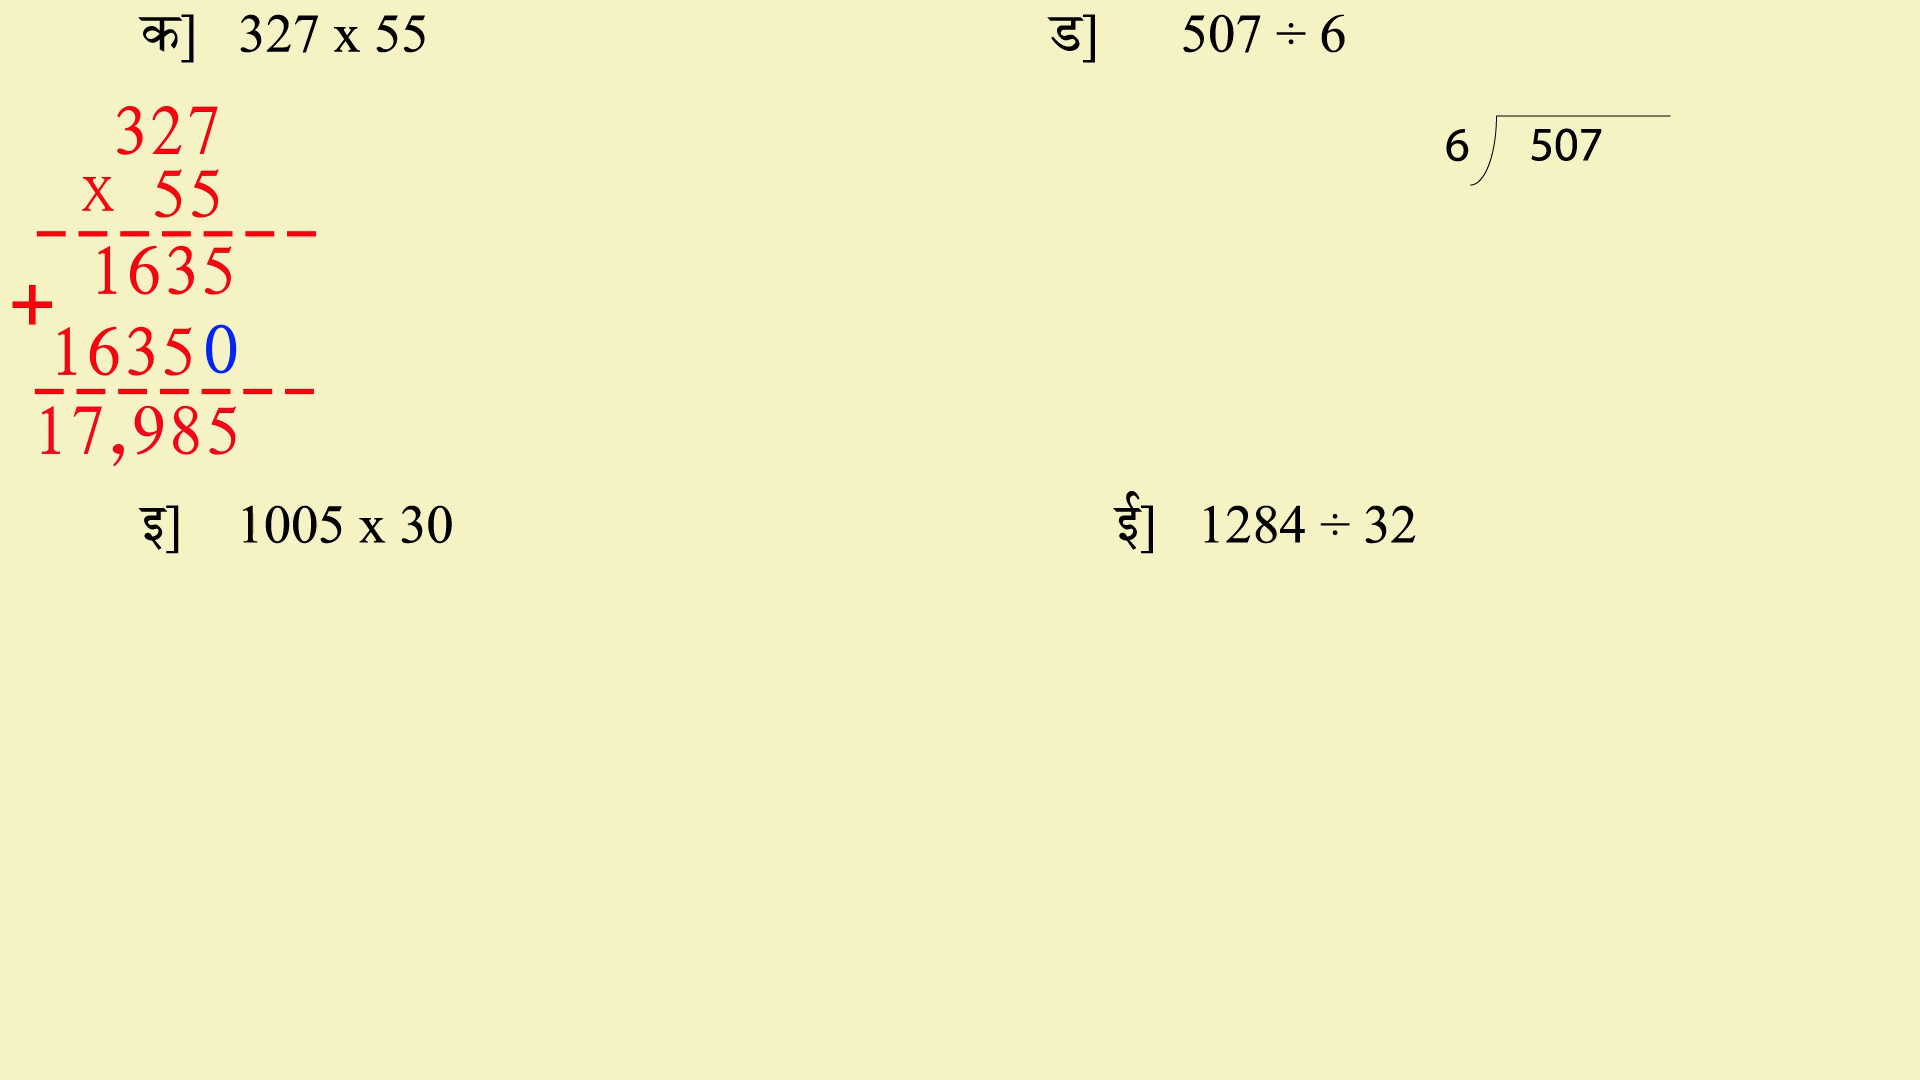 क] 327 x 55
327
x 55
-------
1635
+
16350
-------
17,985
ड] 507 ÷ 6
6 507
इ] 1005 x 30
ई] 1284 ÷ 32